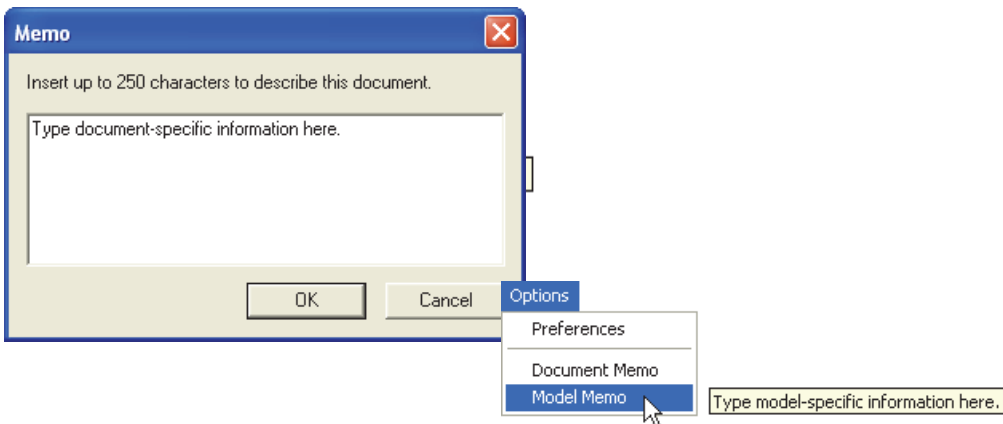 Memo
Insert up to 250 characters to describe this document.
Type document-specific information here.
OK
Cancel
Options
Preferences
Document Memo
Model Memo
Type model-specific information here.